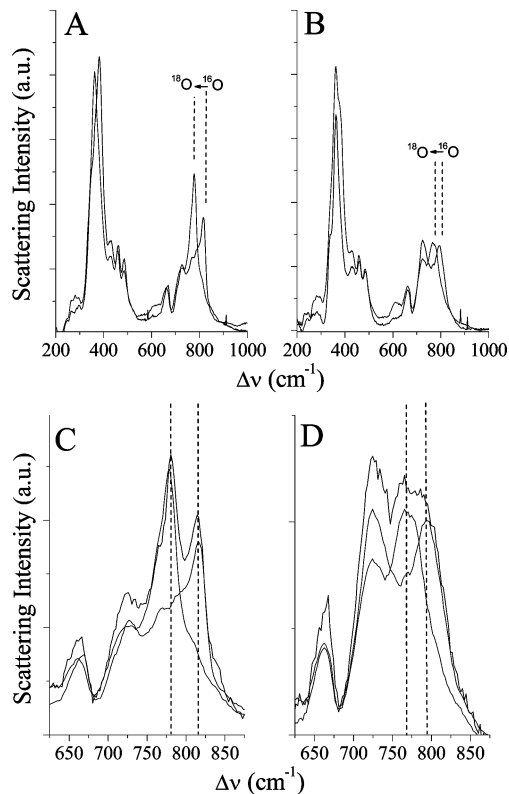 A
B
¹⁸O ¹⁶O
¹⁸O ¹⁶O
Scattering Intensity (a.u.)
200 400 600 800 1000
200 400 600 800 1000
Δν (cm⁻¹)
C
D
Scattering Intensity (a.u.)
650 700 750 800 850
650 700 750 800 850
Δν (cm⁻¹)